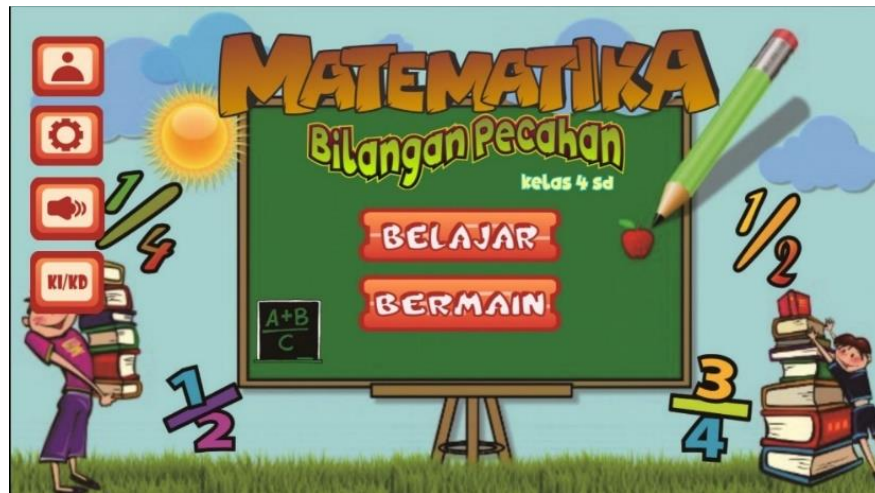 MATEMATIKA
Bilangan Pecahan
kelas 4 sd
BELAJAR
BERMAIN
KI/KD
1/4
1/2
A+B
C
1
2
3
4